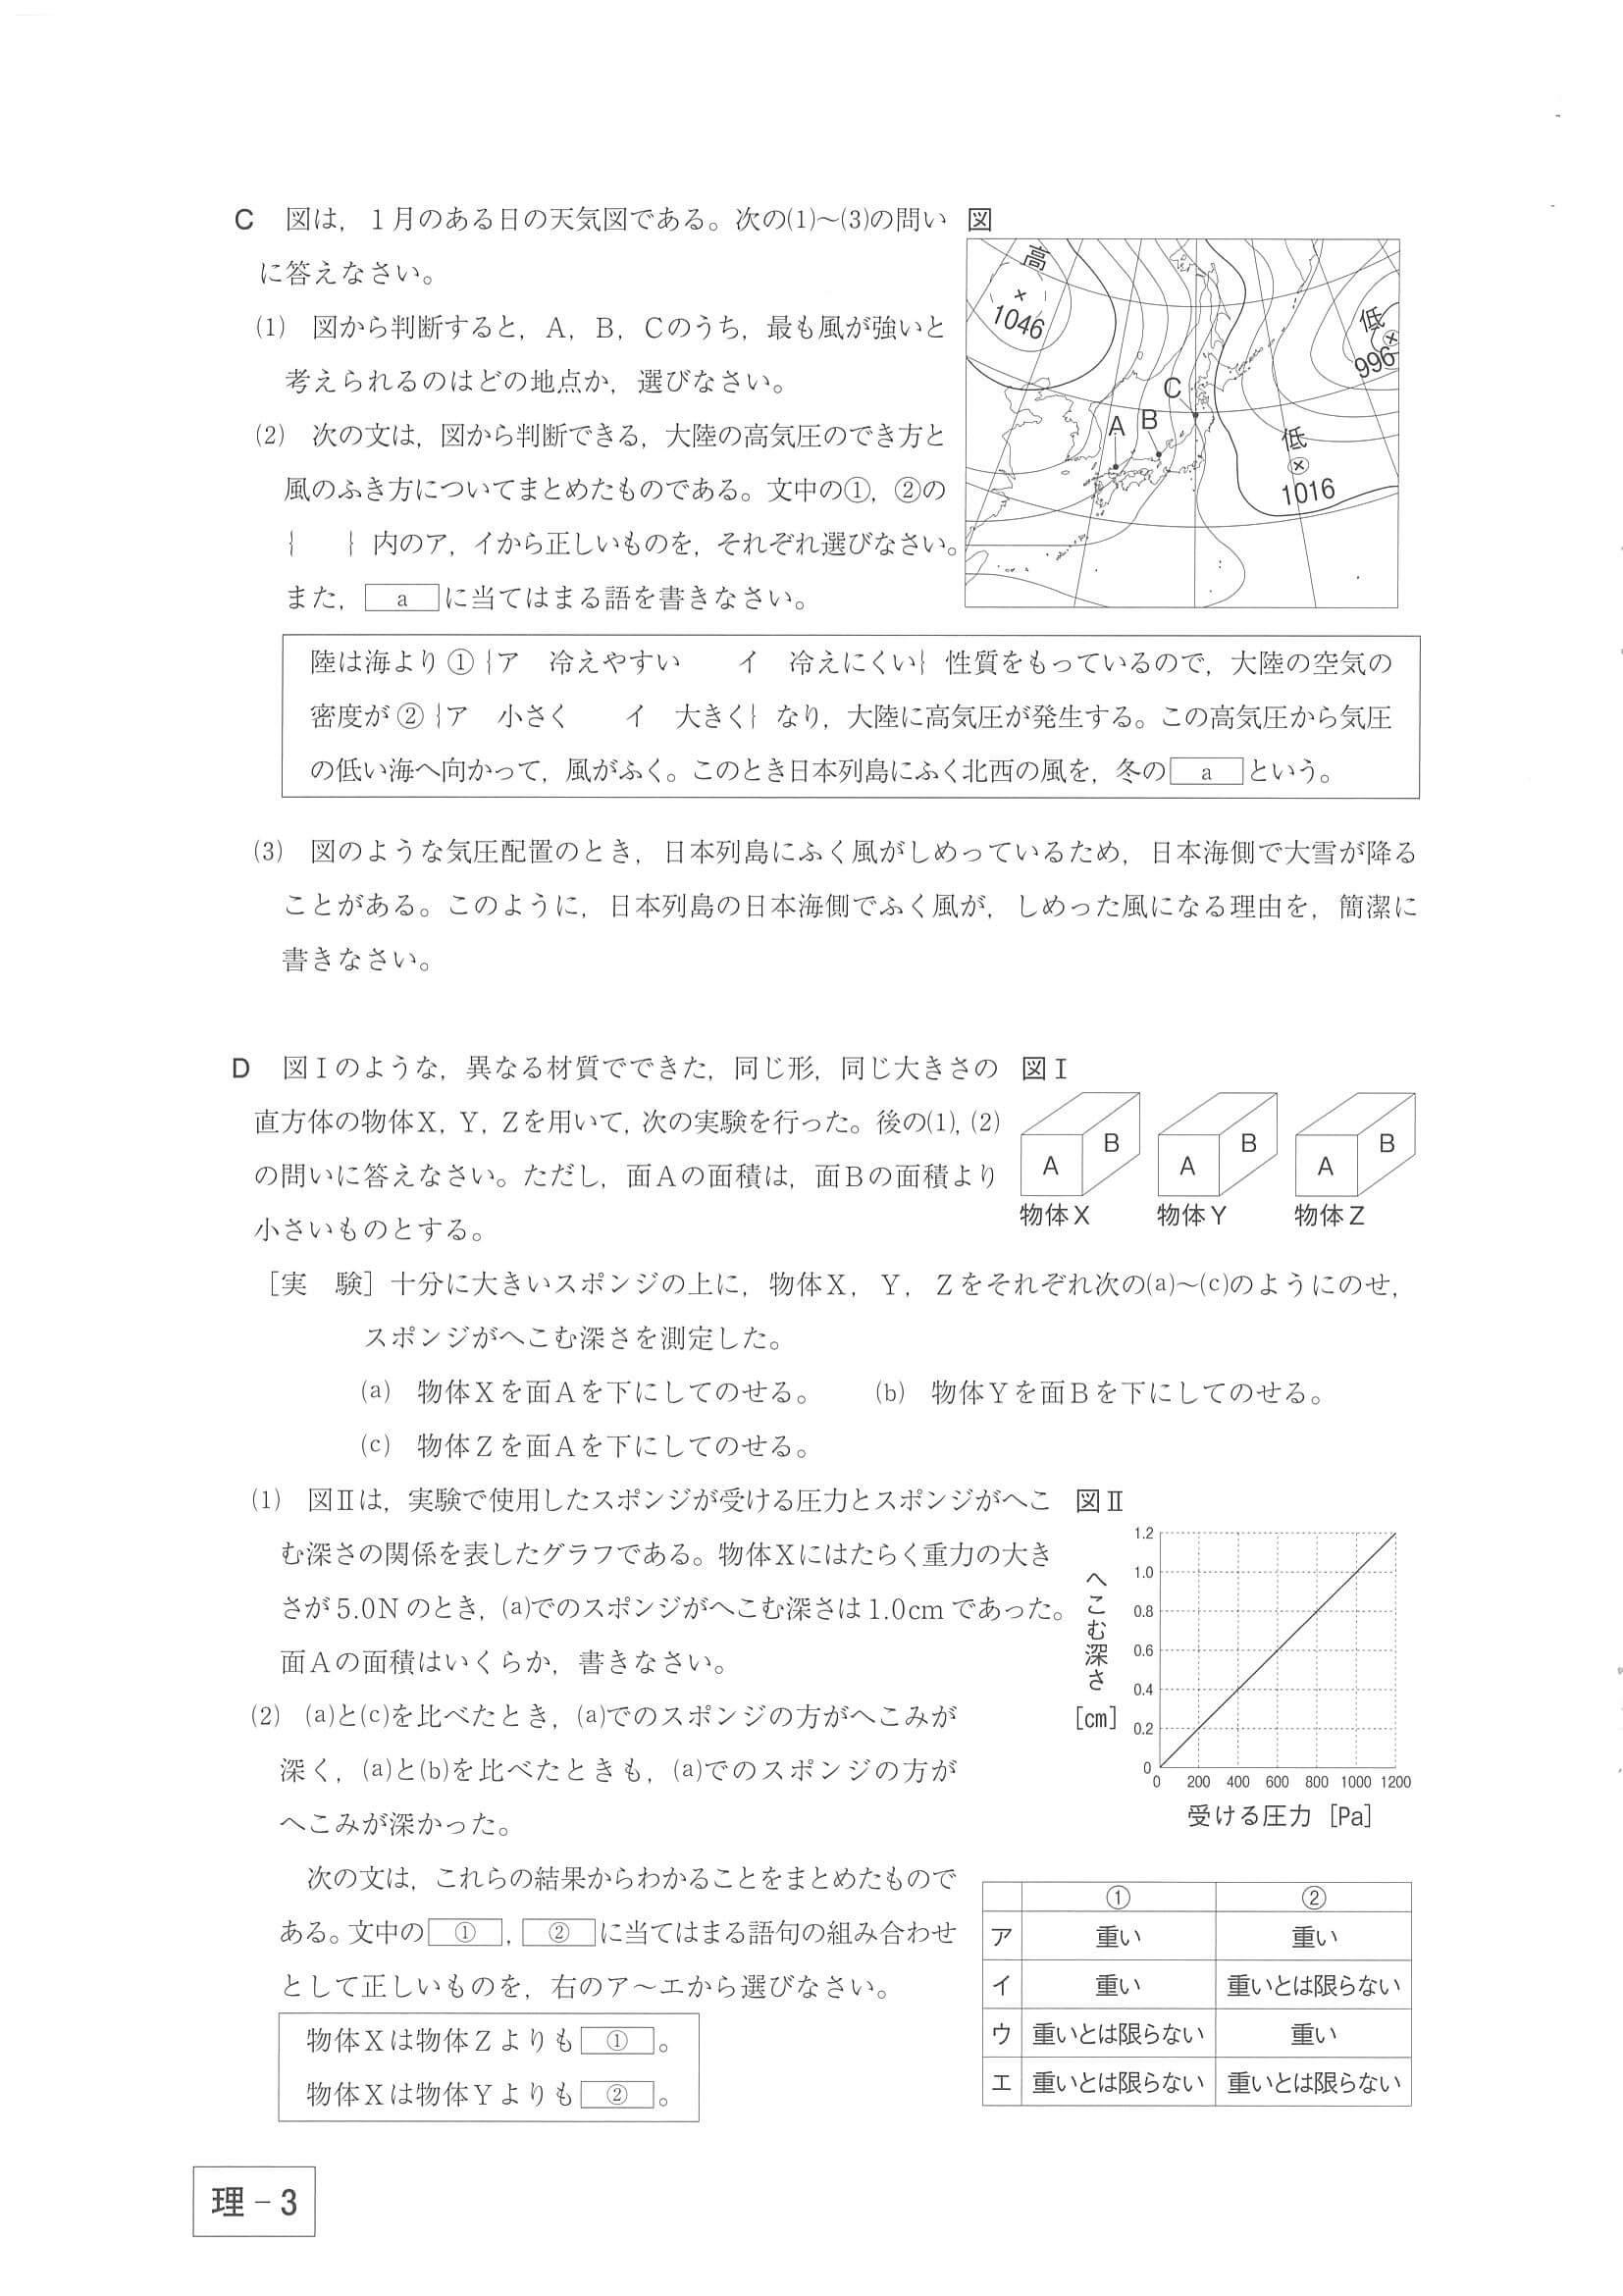 C　図は，1月のある日の天気図である。次の(1)～(3)の問い
に答えなさい。
図
高
1046
低
996
低
1016
A
B
C
(1)　図から判断すると，A，B，Cのうち，最も風が強いと
考えられるのはどの地点か，選びなさい。
(2)　次の文は，図から判断できる，大陸の高気圧のでき方と
風のふき方についてまとめたものである。文中の①，②の
｛　　｝内のア，イから正しいものを，それぞれ選びなさい。
また，a に当てはまる語を書きなさい。
陸は海より①｛ア　冷えやすい　　イ　冷えにくい｝性質をもっているので，大陸の空気の
密度が②｛ア　小さく　　イ　大きく｝なり，大陸に高気圧が発生する。この高気圧から気圧
の低い海へ向かって，風がふく。このとき日本列島にふく北西の風を，冬の a という。
(3)　図のような気圧配置のとき，日本列島にふく風がしめっているため，日本海側で大雪が降る
ことがある。このように，日本列島の日本海側でふく風が，しめった風になる理由を，簡潔に
書きなさい。
D　図Ⅰのような，異なる材質でできた，同じ形，同じ大きさの
直方体の物体X，Y，Zを用いて，次の実験を行った。後の(1)，(2)
の問いに答えなさい。ただし，面Aの面積は，面Bの面積より
小さいものとする。
図Ⅰ
A B A B A B
物体X 物体Y 物体Z
［実　験］十分に大きいスポンジの上に，物体X，Y，Zをそれぞれ次の(a)～(c)のようにのせ，
スポンジがへこむ深さを測定した。
(a)　物体Xを面Aを下にしてのせる。　　(b)　物体Yを面Bを下にしてのせる。
(c)　物体Zを面Aを下にしてのせる。
(1)　図Ⅱは，実験で使用したスポンジが受ける圧力とスポンジがへこ
む深さの関係を表したグラフである。物体Xにはたらく重力の大き
さが5.0Nのとき，(a)でのスポンジがへこむ深さは1.0cmであった。
面Aの面積はいくらか，書きなさい。
図Ⅱ
へこむ深さ
［cm］
1.2
1.0
0.8
0.6
0.4
0.2
0
0 200 400 600 800 1000 1200
受ける圧力［Pa］
(2)　(a)と(c)を比べたとき，(a)でのスポンジの方がへこみが
深く，(a)と(b)を比べたときも，(a)でのスポンジの方が
へこみが深かった。
次の文は，これらの結果からわかることをまとめたもので
ある。文中の ① ， ② に当てはまる語句の組み合わせ
として正しいものを，右のア～エから選びなさい。
物体Xは物体Zよりも ① 。
物体Xは物体Yよりも ② 。
① ②
ア 重い 重い
イ 重い 重いとは限らない
ウ 重いとは限らない 重い
エ 重いとは限らない 重いとは限らない
理－3